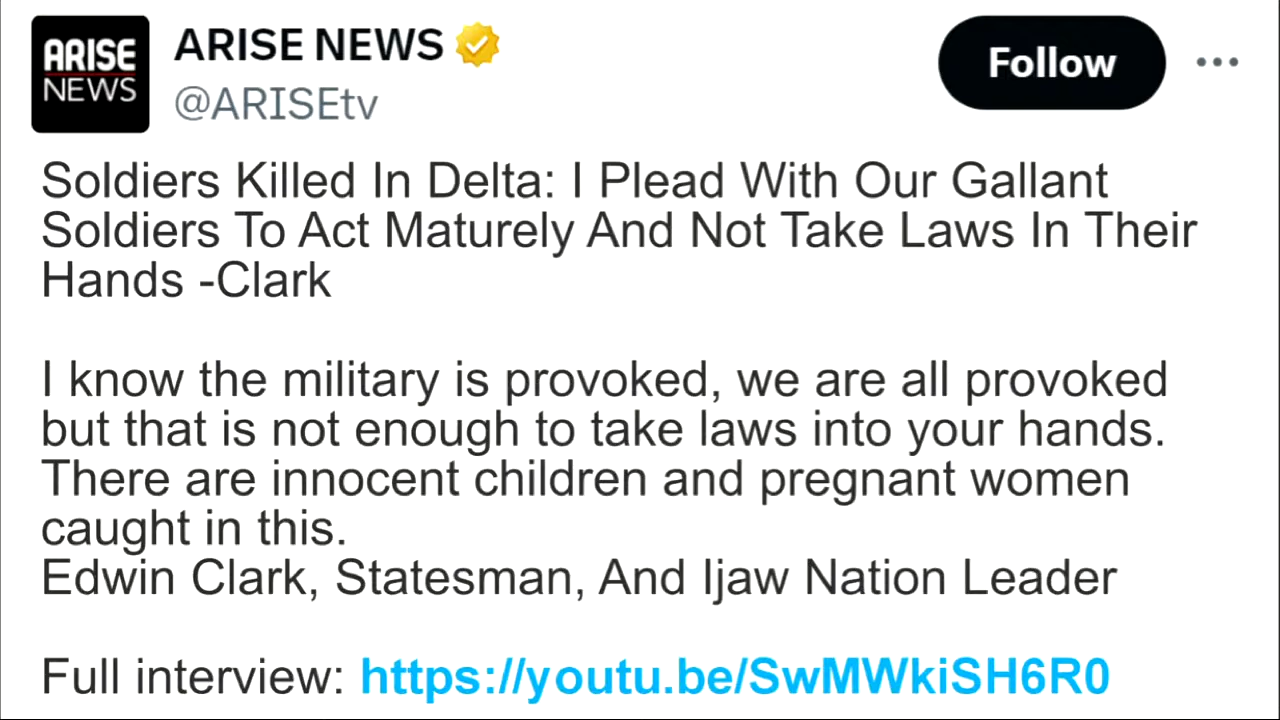 ARISE NEWS
ARISE
NEWS
@ARISEtv
Follow
Soldiers Killed In Delta: I Plead With Our Gallant
Soldiers To Act Maturely And Not Take Laws In Their
Hands -Clark
I know the military is provoked, we are all provoked
but that is not enough to take laws into your hands.
There are innocent children and pregnant women
caught in this.
Edwin Clark, Statesman, And Ijaw Nation Leader
Full interview: https://youtu.be/SwMWkiSH6R0